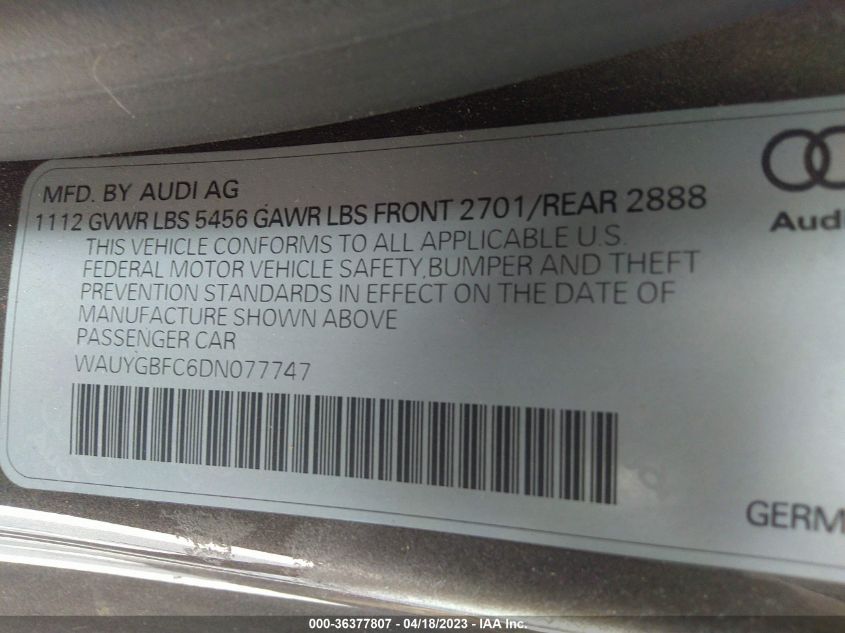 MFD. BY AUDI AG
1112 GVWR LBS 5456 GAWR LBS FRONT 2701/REAR 2888
THIS VEHICLE CONFORMS TO ALL APPLICABLE U.S.
FEDERAL MOTOR VEHICLE SAFETY.BUMPER AND THEFT
PREVENTION STANDARDS IN EFFECT ON THE DATE OF
MANUFACTURE SHOWN ABOVE
PASSENGER CAR
WAUYGBFC6DN077747
Audi
GERM
000-36377807 - 04/18/2023 - IAA Inc.